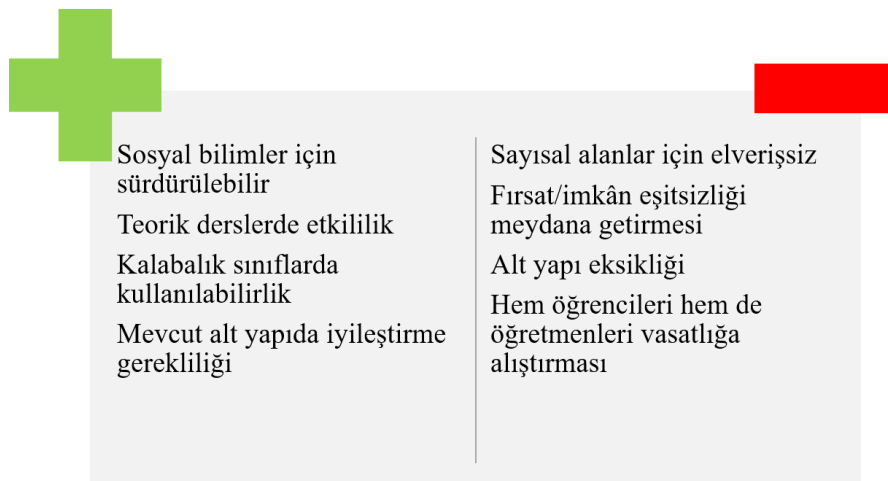 Sosyal bilimler için
sürdürülebilir
Teorik derslerde etkililik
Kalabalık sınıflarda
kullanılabilirlik
Mevcut alt yapıda iyileştirme
gerekliliği
Sayısal alanlar için elverişsiz
Fırsat/imkân eşitsizliği
meydana getirmesi
Alt yapı eksikliği
Hem öğrencileri hem de
öğretmenleri vasatlığa
alıştırması